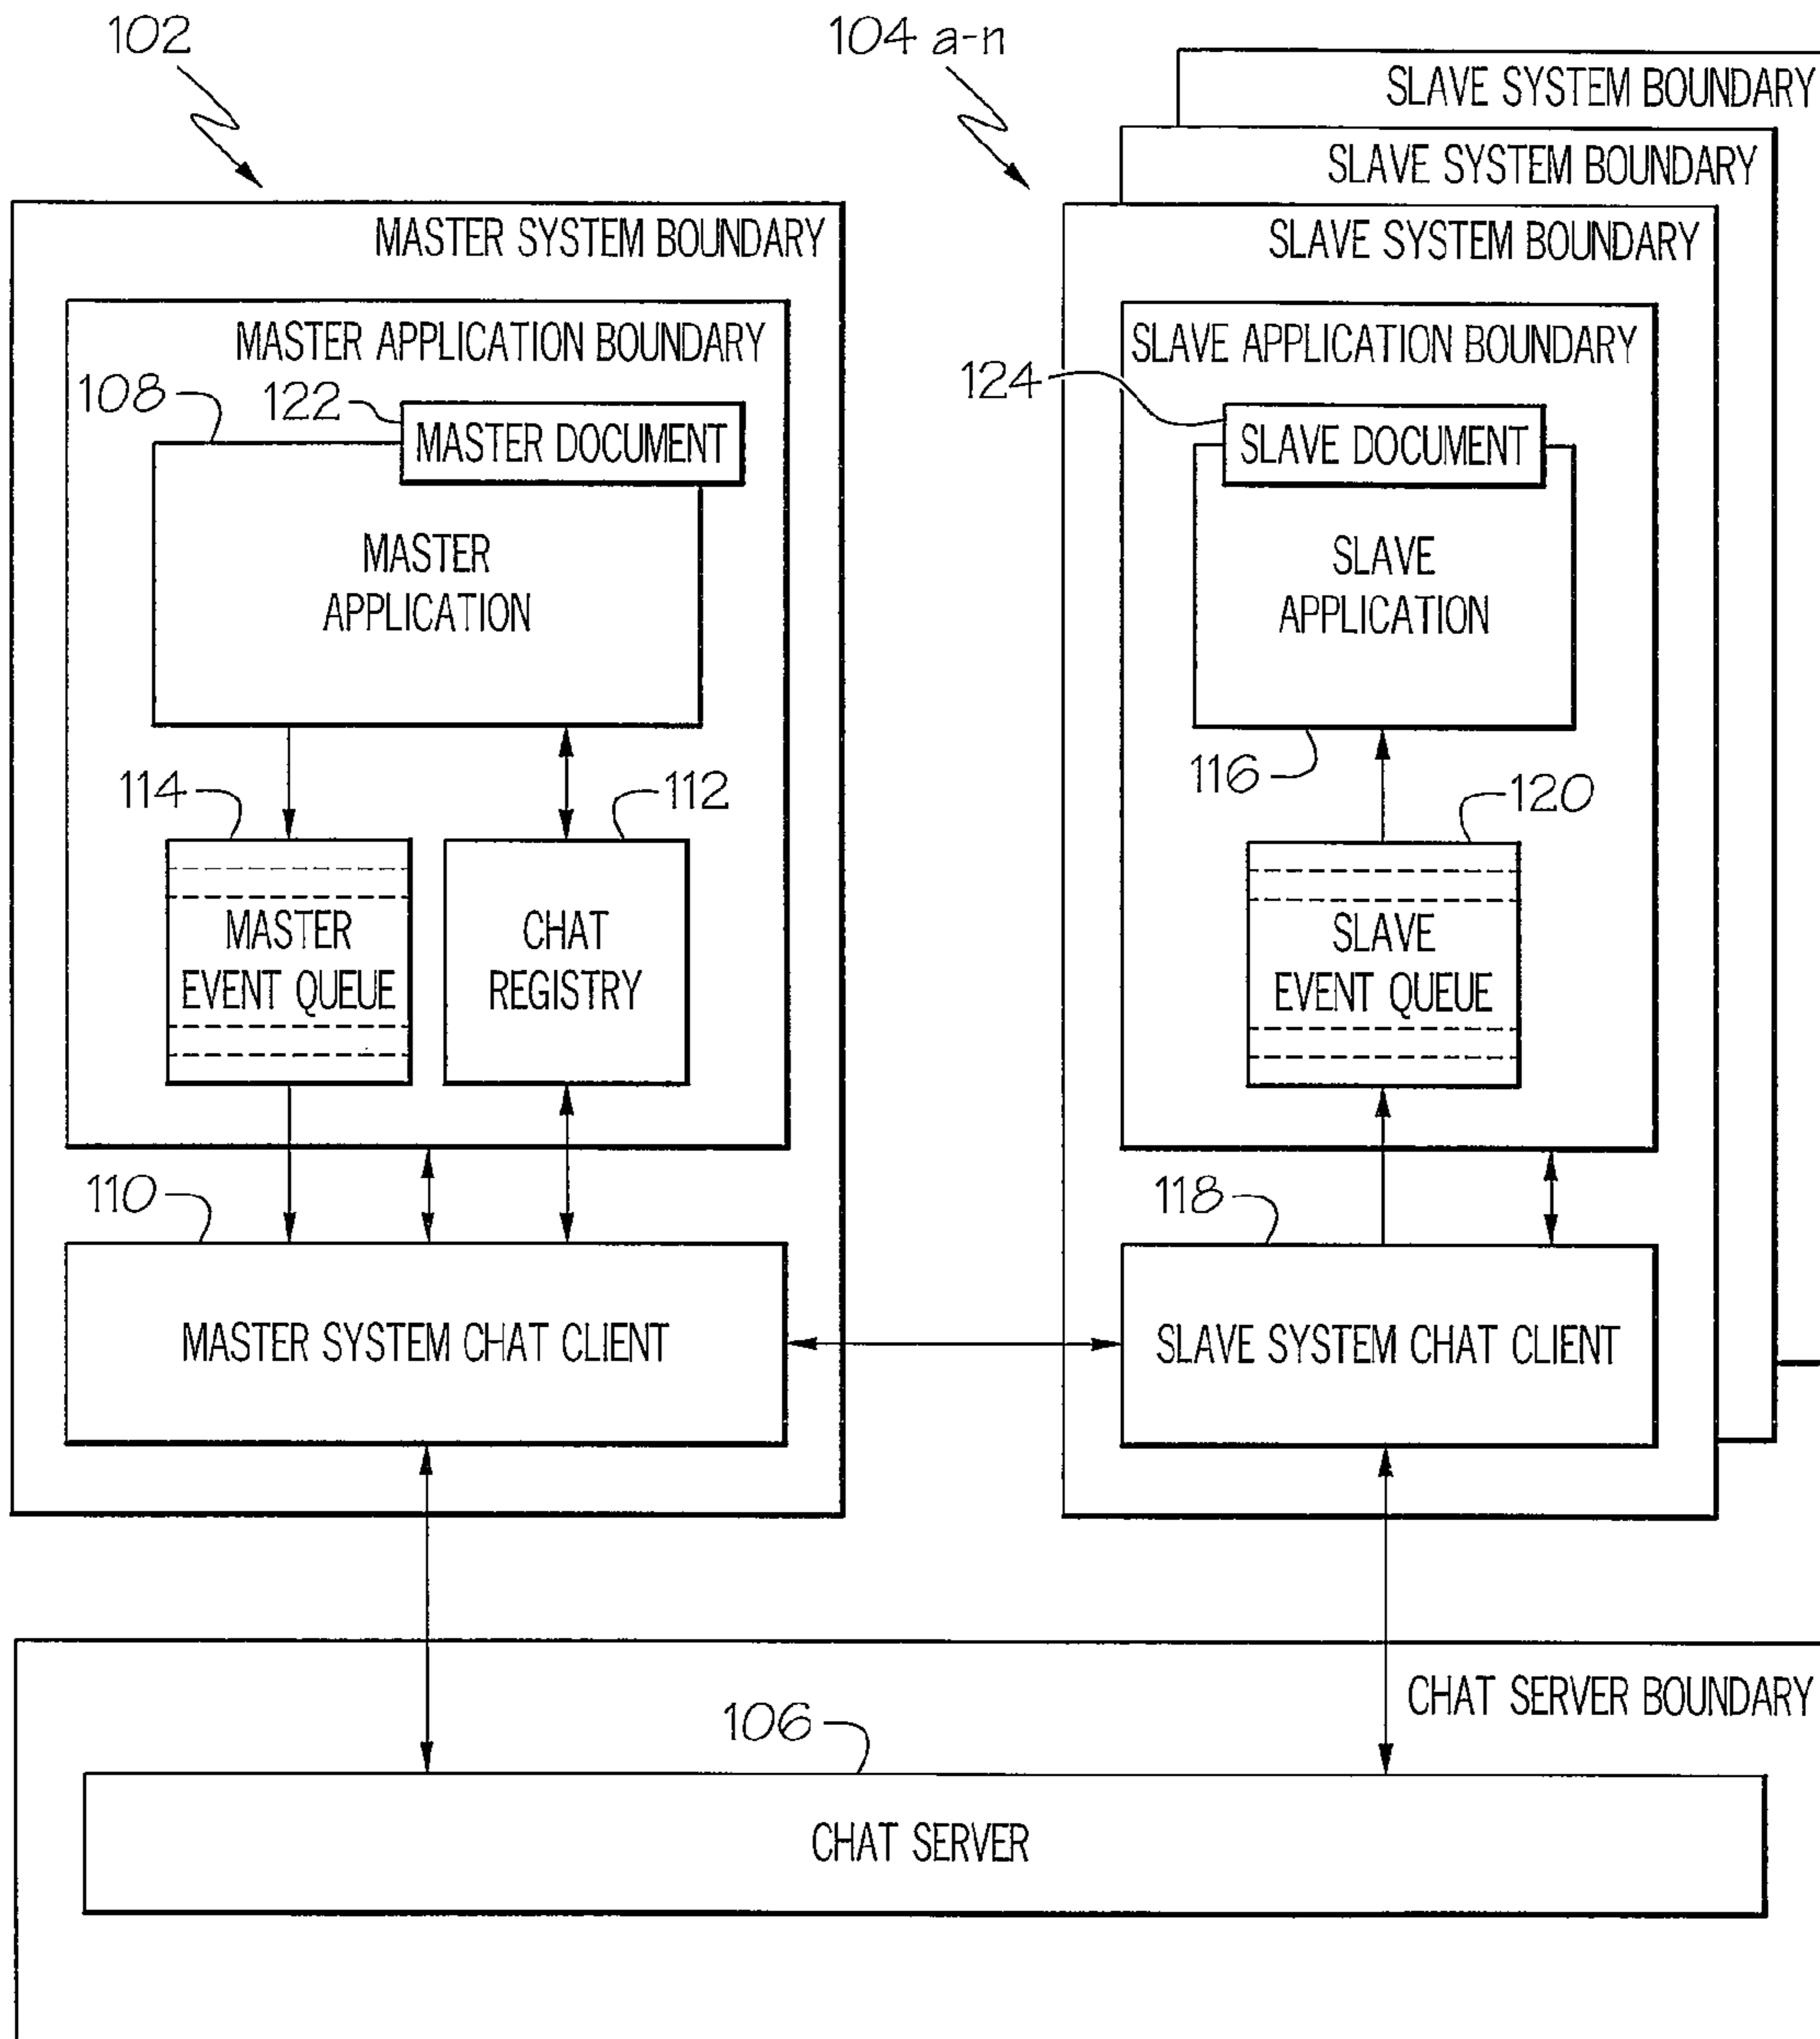 102
104 a-n
SLAVE SYSTEM BOUNDARY
SLAVE SYSTEM BOUNDARY
MASTER SYSTEM BOUNDARY
SLAVE SYSTEM BOUNDARY
MASTER APPLICATION BOUNDARY
SLAVE APPLICATION BOUNDARY
108
122
MASTER DOCUMENT
124
SLAVE DOCUMENT
MASTER
APPLICATION
SLAVE
APPLICATION
114
112
116
120
MASTER
EVENT QUEUE
CHAT
REGISTRY
SLAVE
EVENT QUEUE
110
118
MASTER SYSTEM CHAT CLIENT
SLAVE SYSTEM CHAT CLIENT
CHAT SERVER BOUNDARY
106
CHAT SERVER